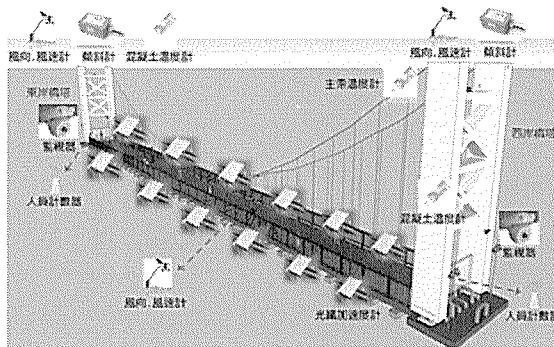 風向.風速計
傾斜計
混凝土溫度計
風向.風速計
傾斜計
主索溫度計
東岸橋塔
西岸橋塔
監視器
人員計數器
混凝土溫度計
監視器
風向.風速計
光纖加速度計
人員計數器